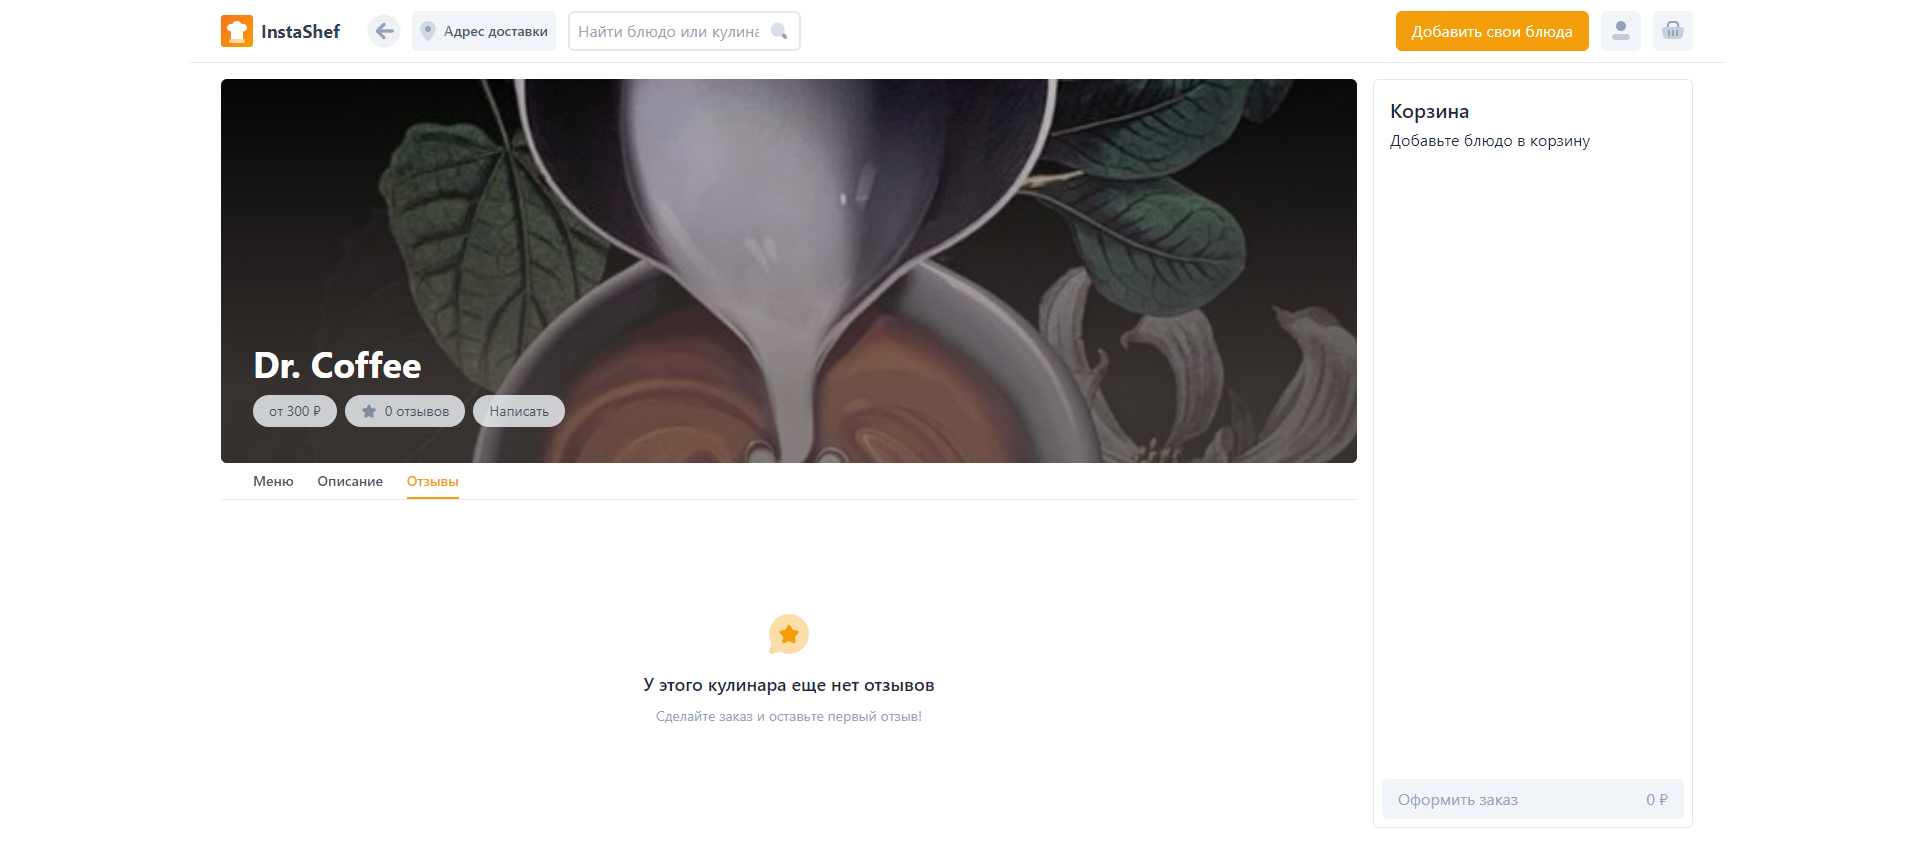 InstaShef
Адрес доставки
Найти блюдо или кулина
Добавить свои блюда
Dr. Coffee
от 300 ₽
0 отзывов
Написать
Меню
Описание
Отзывы
У этого кулинара еще нет отзывов
Сделайте заказ и оставьте первый отзыв!
Корзина
Добавьте блюдо в корзину
Оформить заказ 0 ₽